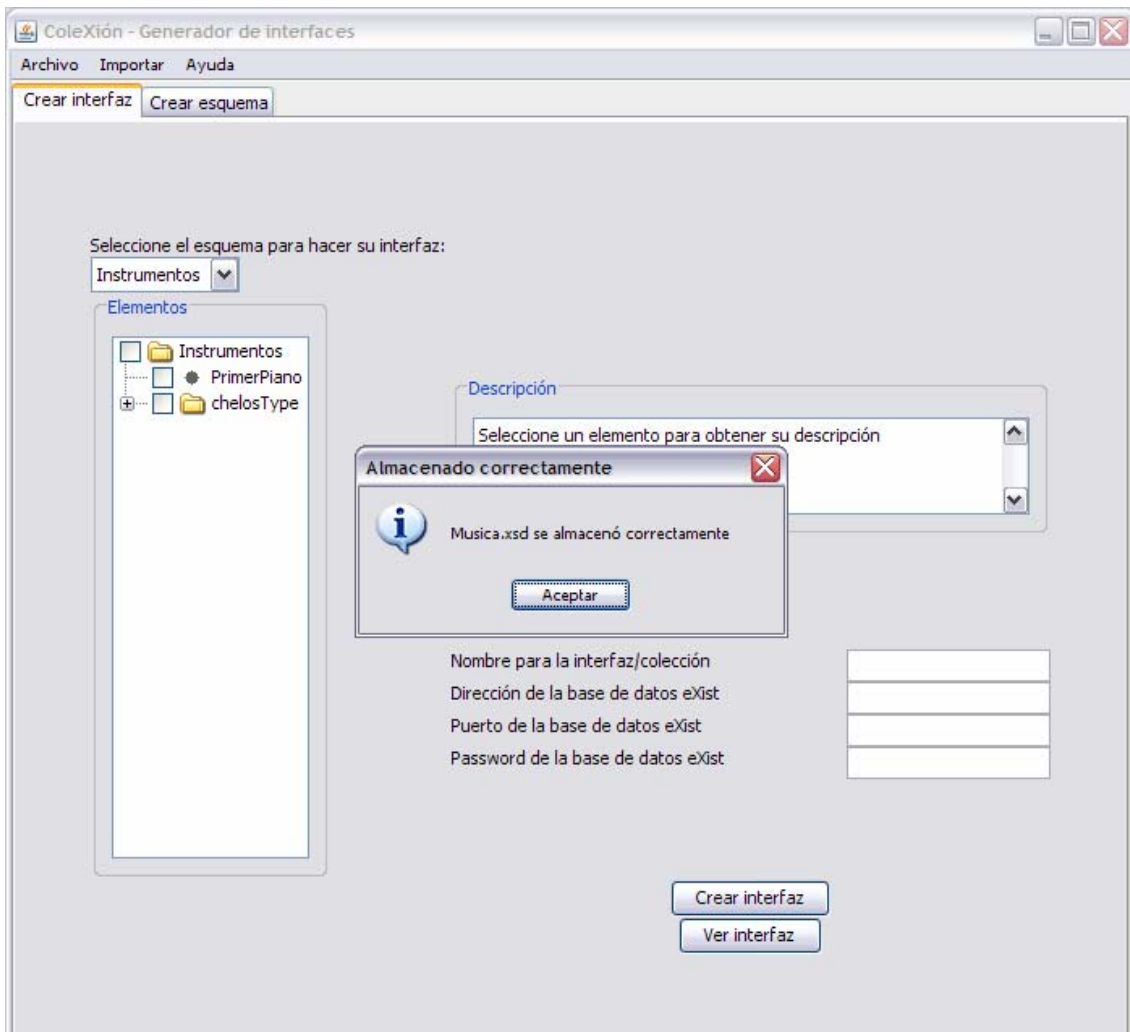 ColeXión - Generador de interfaces
Archivo Importar Ayuda
Crear interfaz Crear esquema
Seleccione el esquema para hacer su interfaz:
Instrumentos
Elementos
Instrumentos
PrimerPiano
chelosType
Descripción
Seleccione un elemento para obtener su descripción
Almacenado correctamente
Musica.xsd se almacenó correctamente
Aceptar
Nombre para la interfaz/colección
Dirección de la base de datos eXist
Puerto de la base de datos eXist
Password de la base de datos eXist
Crear interfaz
Ver interfaz